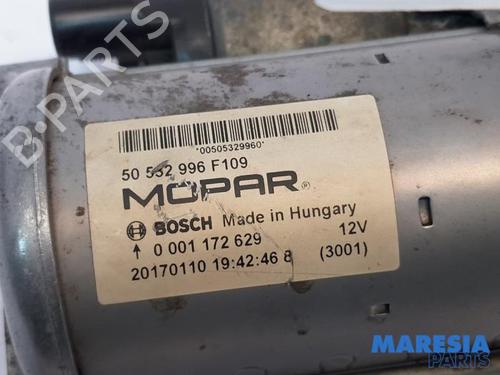 *00505329960*
50 532 996 F109
MOPAR®
BOSCH Made in Hungary
0 001 172 629 12V
20170110 19:42:46 8 (3001)
B-PARTS
MARESIA
PARTS